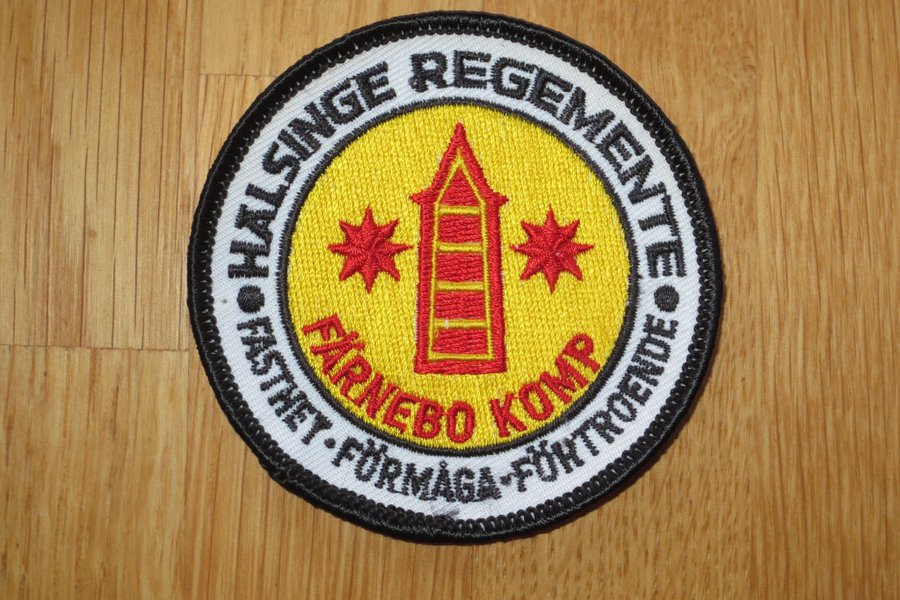 HÄLSINGE REGEMENTE
FÄRNEBO KOMP
FASTHET · FÖRMÅGA · FÖRTROENDE